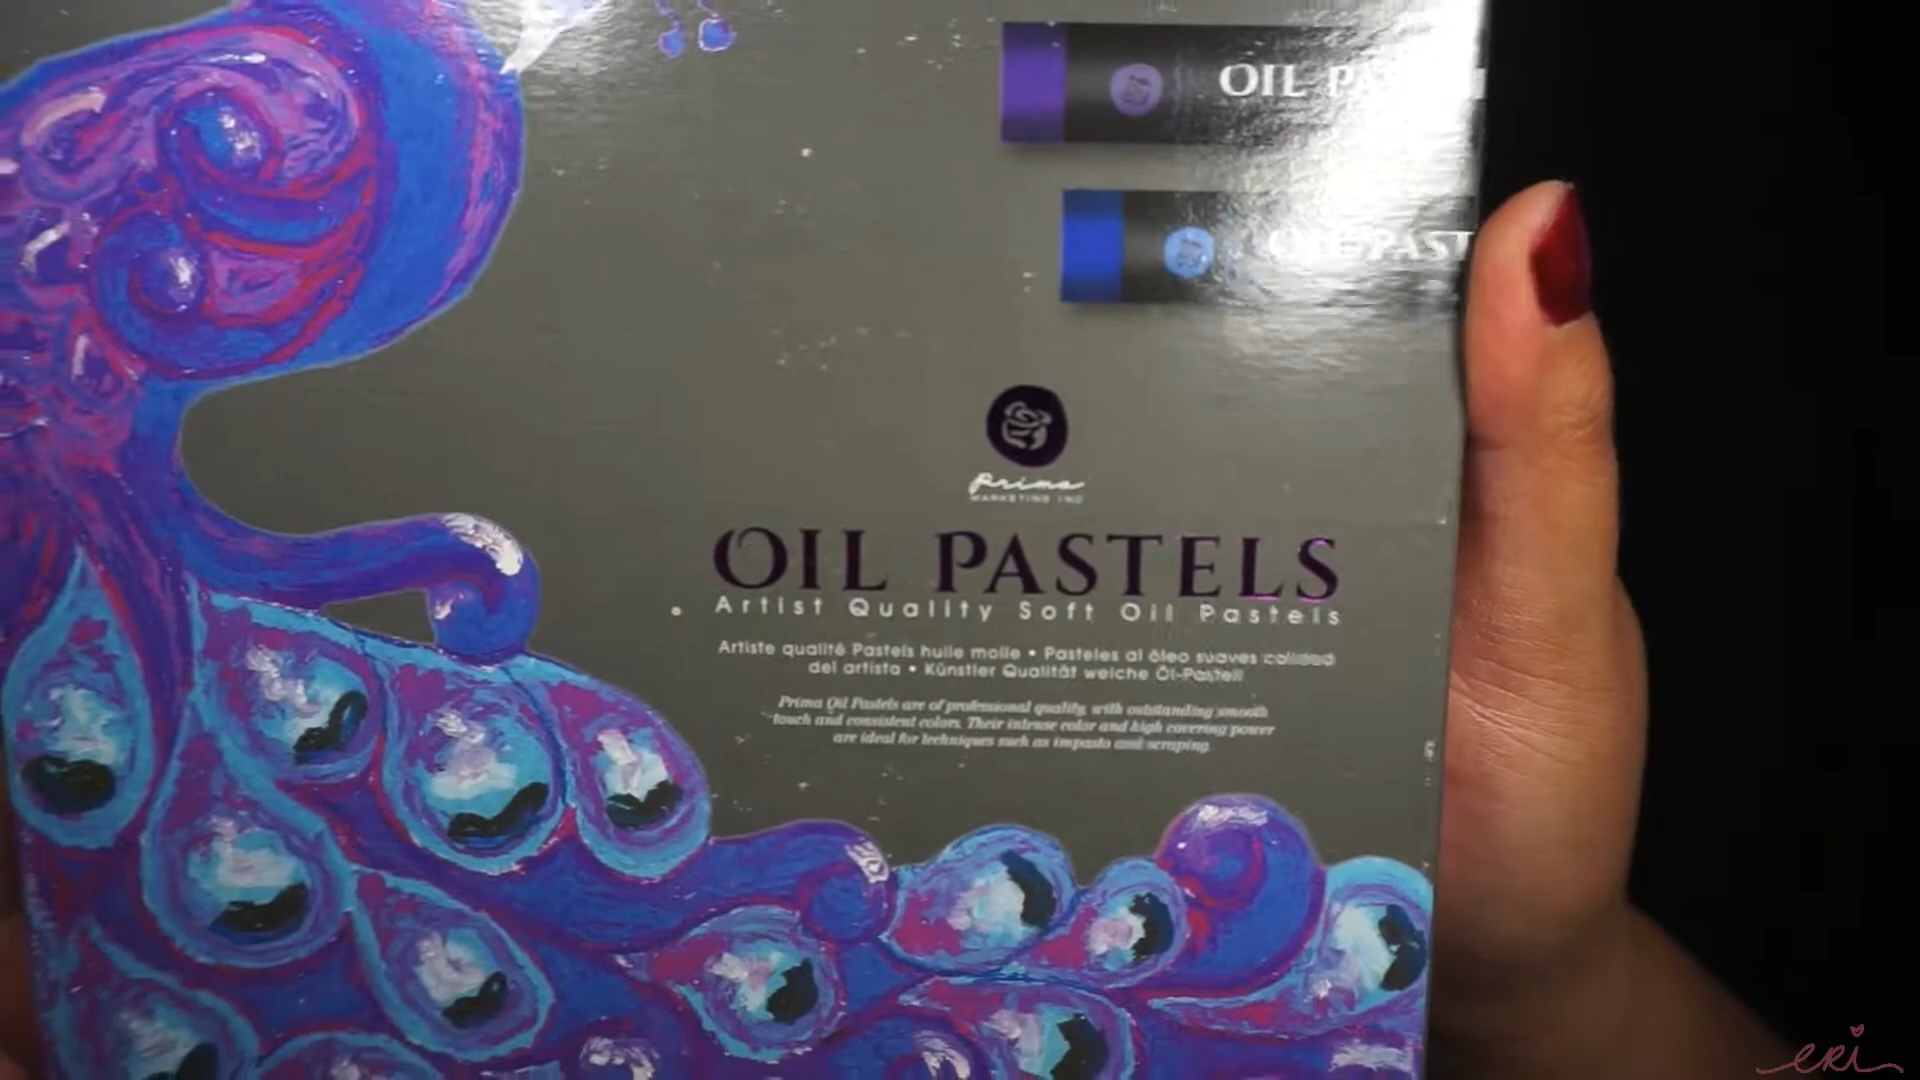 OIL PA
OIL PAST
Prima
MARKETING INC
OIL PASTELS
Artist Quality Soft Oil Pastels
Artiste qualité Pastels huile molle • Pasteles al óleo suaves calidad
del artista • Künstler Qualität weiche Öl-Pastell
Prima Oil Pastels are of professional quality, with outstanding smooth
touch and consistent colors. Their intense color and high covering power
are ideal for techniques such as impasto and scraping.
eri